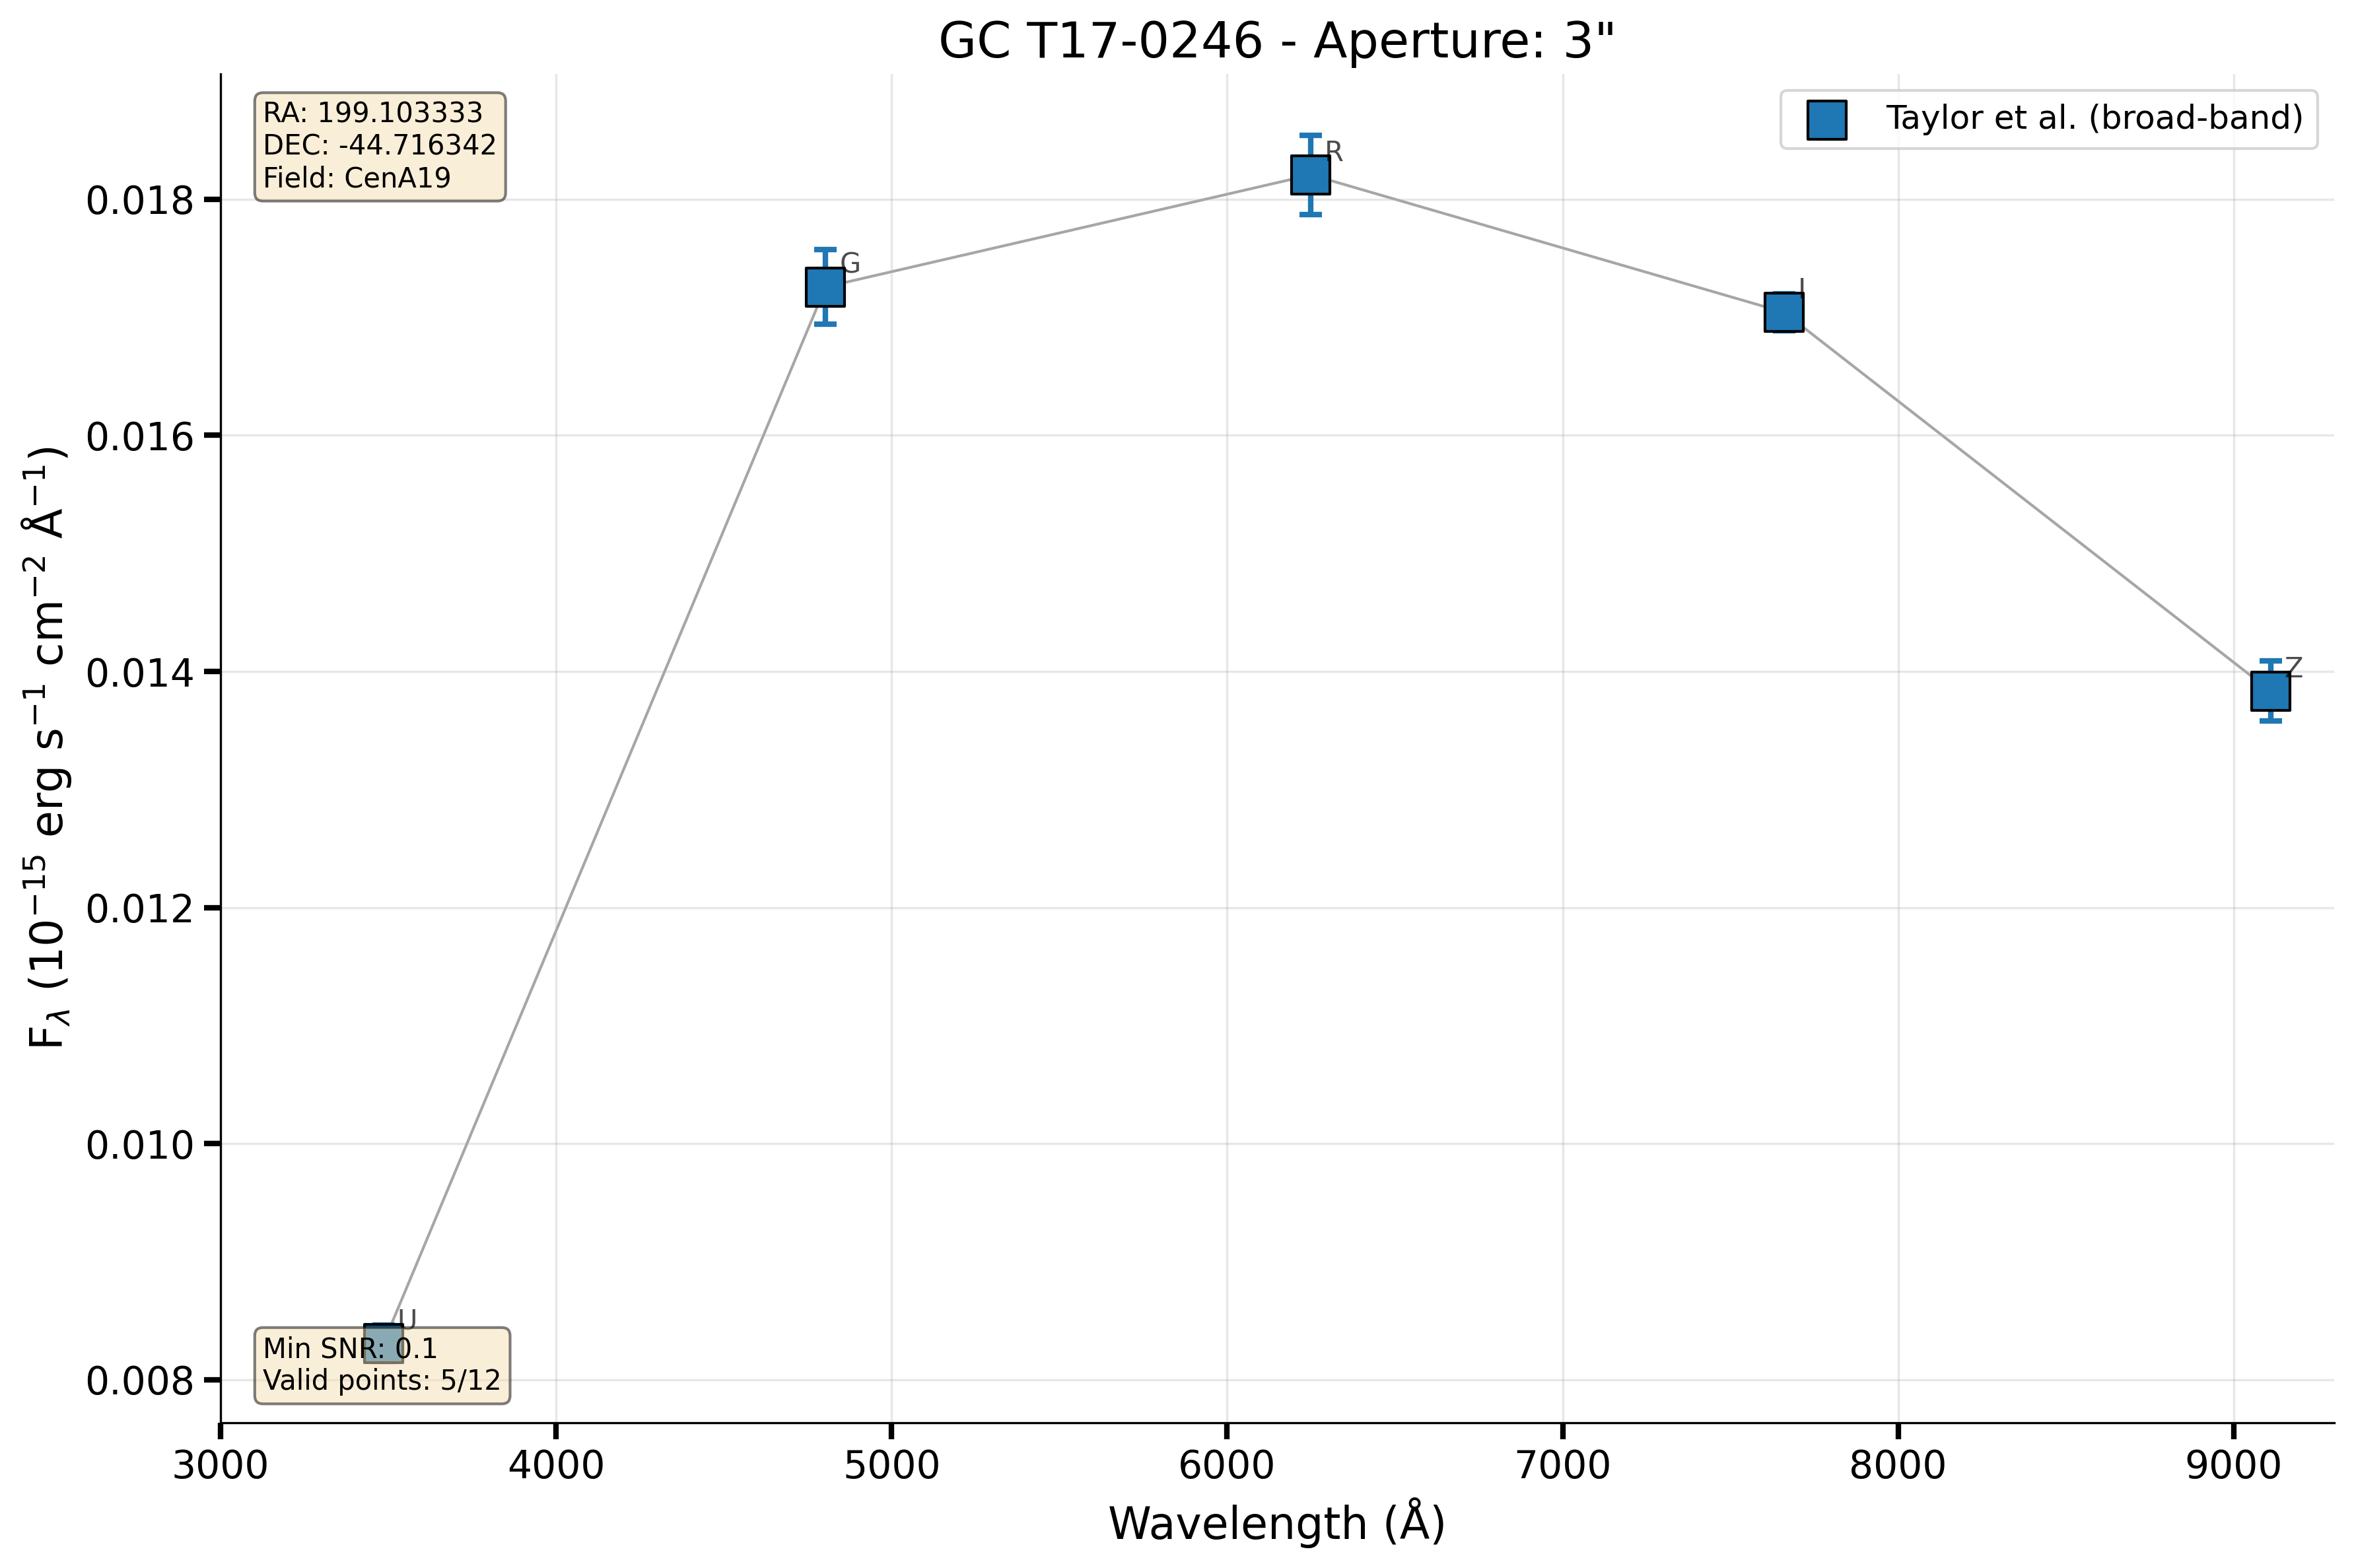 GC T17-0246 - Aperture: 3"
RA: 199.103333
DEC: -44.716342
Field: CenA19
Taylor et al. (broad-band)
R
G
I
Z
U
Min SNR: 0.1
Valid points: 5/12
0.018
0.016
0.014
0.012
0.010
0.008
F_λ (10⁻¹⁵ erg s⁻¹ cm⁻² Å⁻¹)
3000 4000 5000 6000 7000 8000 9000
Wavelength (Å)